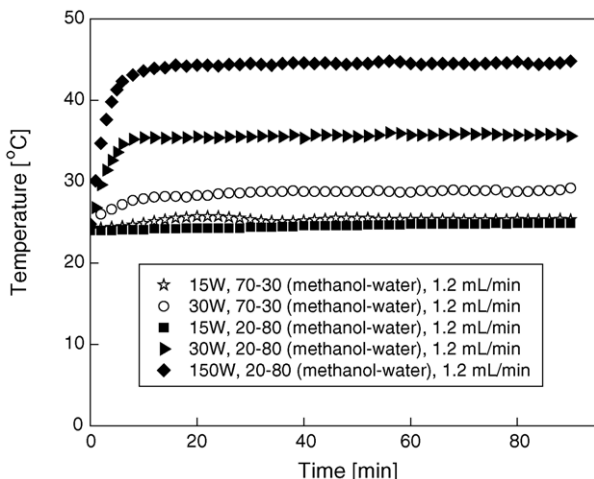 50
40
30
20
10
0
Temperature [°C]
15W, 70-30 (methanol-water), 1.2 mL/min
30W, 70-30 (methanol-water), 1.2 mL/min
15W, 20-80 (methanol-water), 1.2 mL/min
30W, 20-80 (methanol-water), 1.2 mL/min
150W, 20-80 (methanol-water), 1.2 mL/min
0 20 40 60 80
Time [min]